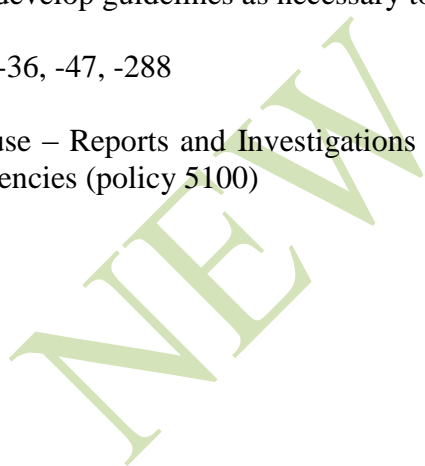 develop guidelines as necessary to
-36, -47, -288
use – Reports and Investigations
encies (policy 5100)
NEW